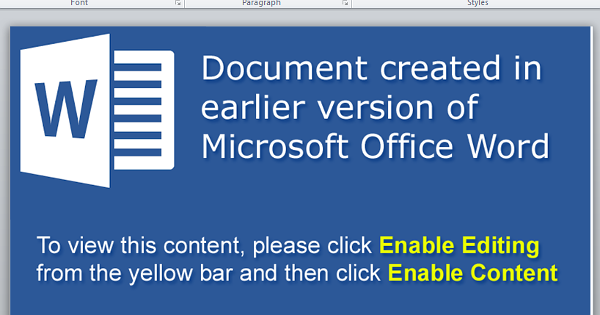 Font Paragraph Styles
W
Document created in
earlier version of
Microsoft Office Word
To view this content, please click Enable Editing
from the yellow bar and then click Enable Content